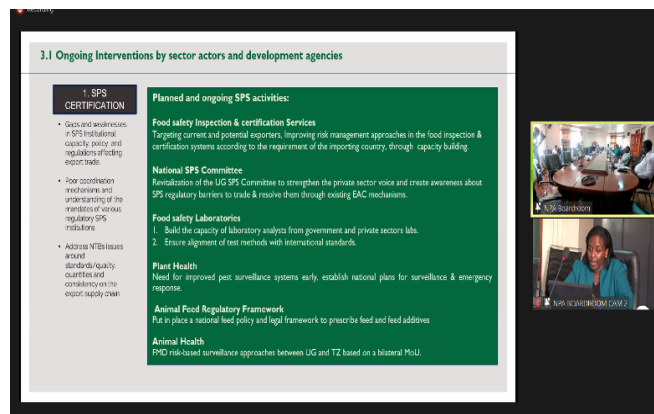 Recording
3.1 Ongoing Interventions by sector actors and development agencies
1. SPS
CERTIFICATION
• Gaps and weaknesses
in SPS Institutional
capacity, policy, and
regulations affecting
export trade.
• Poor coordination
mechanisms and
understanding of the
mandates of various
regulatory SPS
institutions
• Address NTBs issues
around
standards/quality,
quantities and
consistency on the
export supply chain
Planned and ongoing SPS activities:
Food safety Inspection & certification Services
Targeting current and potential exporters, Improving risk management approaches in the food inspection &
certification systems according to the requirement of the importing country, through capacity building.
National SPS Committee
Revitalization of the UG SPS Committee to strengthen the private sector voice and create awareness about
SPS regulatory barriers to trade & resolve them through existing EAC mechanisms.
Food safety Laboratories
1. Build the capacity of laboratory analysts from government and private sectors labs.
2. Ensure alignment of test methods with international standards.
Plant Health
Need for improved pest surveillance systems early, establish national plans for surveillance & emergency
response.
Animal Feed Regulatory Framework
Put in place a national feed policy and legal framework to prescribe feed and feed additives
Animal Health
FMD risk-based surveillance approaches between UG and TZ based on a bilateral MoU.
NPA Boardroom
NPA BOARDROOM CAM 2